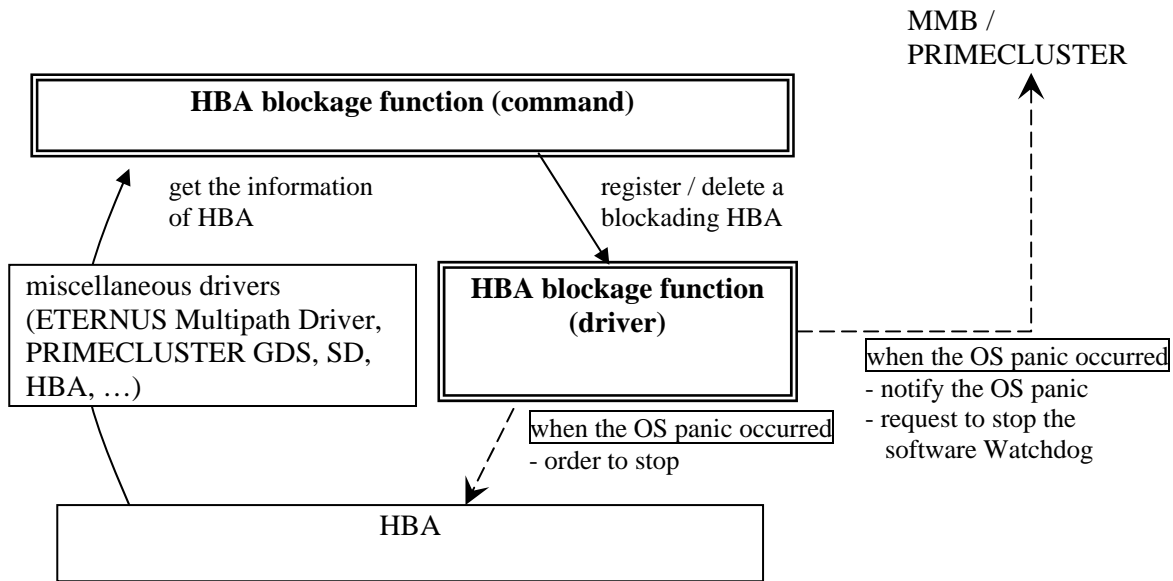 MMB /
PRIMECLUSTER
HBA blockage function (command)
get the information
of HBA
register / delete a
blockading HBA
miscellaneous drivers
(ETERNUS Multipath Driver,
PRIMECLUSTER GDS, SD,
HBA, …)
HBA blockage function
(driver)
when the OS panic occurred
- notify the OS panic
- request to stop the
software Watchdog
when the OS panic occurred
- order to stop
HBA